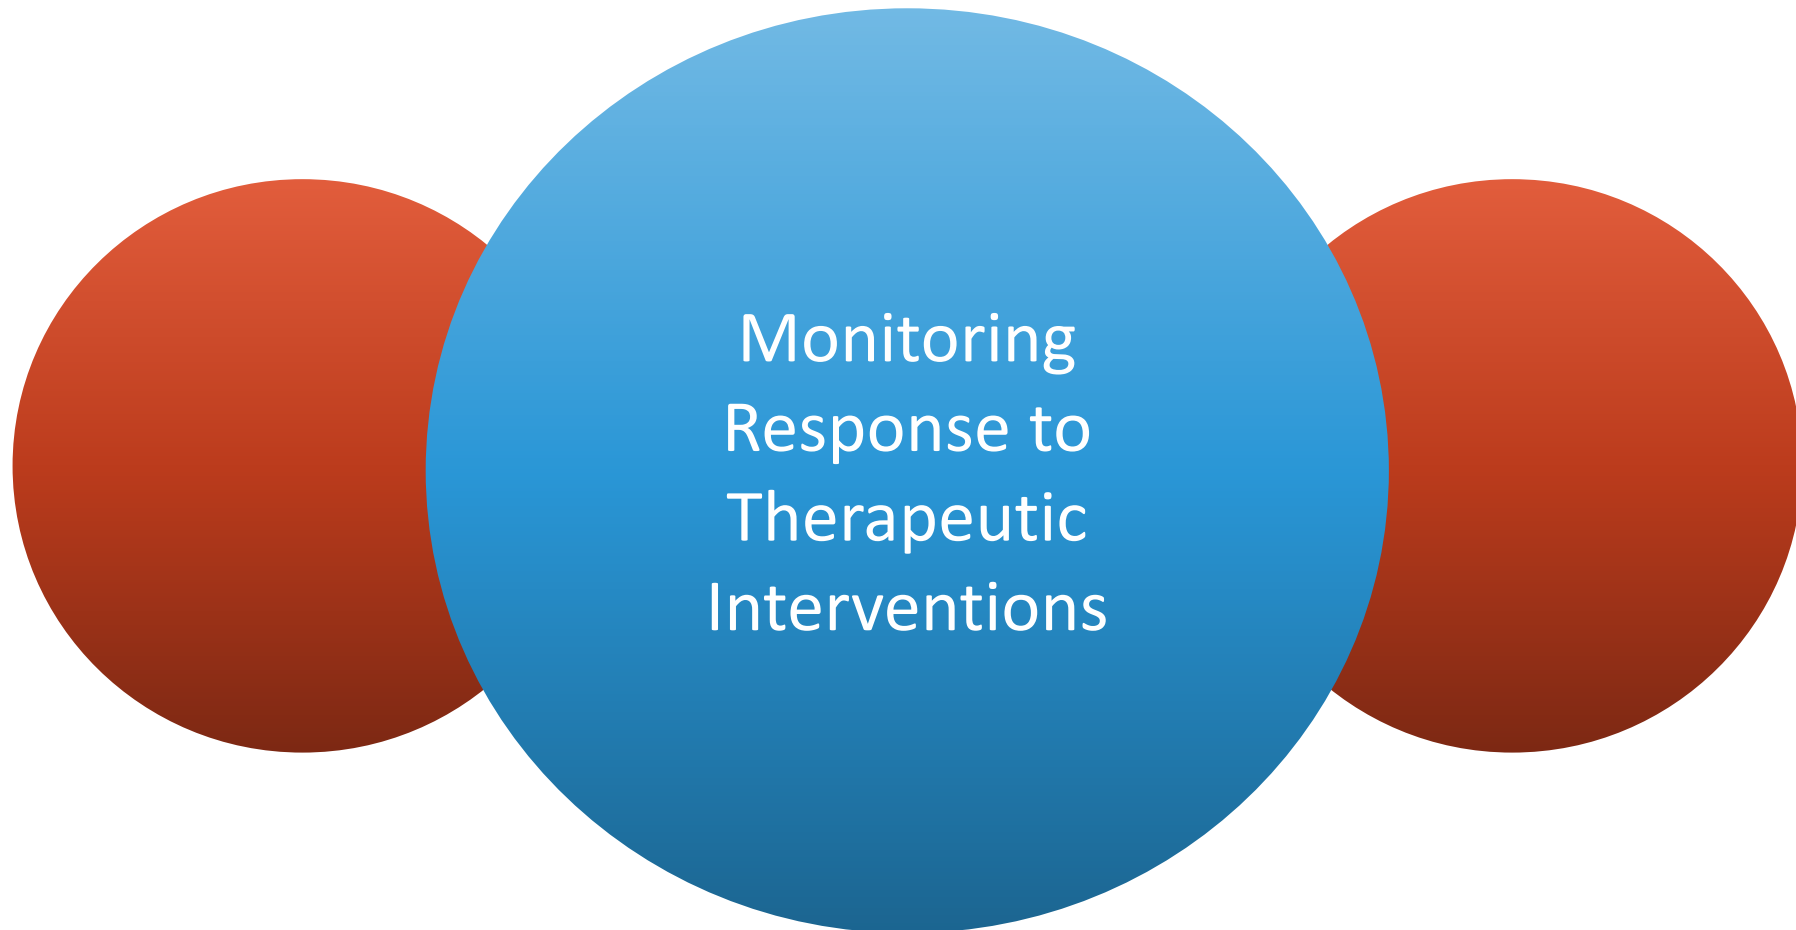 Monitoring
Response to
Therapeutic
Interventions